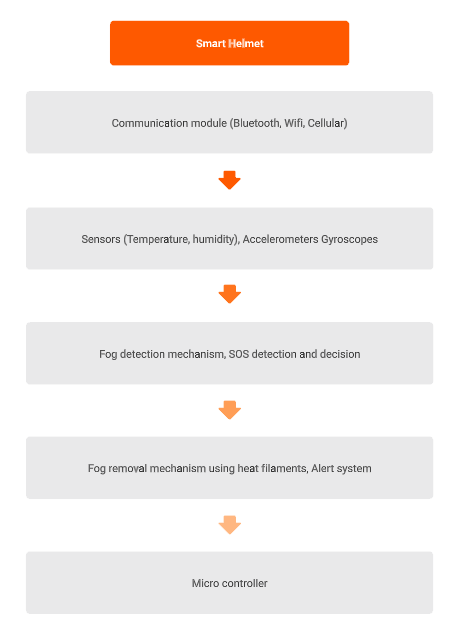 Smart Helmet
Communication module (Bluetooth, Wifi, Cellular)
Sensors (Temperature, humidity), Accelerometers Gyroscopes
Fog detection mechanism, SOS detection and decision
Fog removal mechanism using heat filaments, Alert system
Micro controller